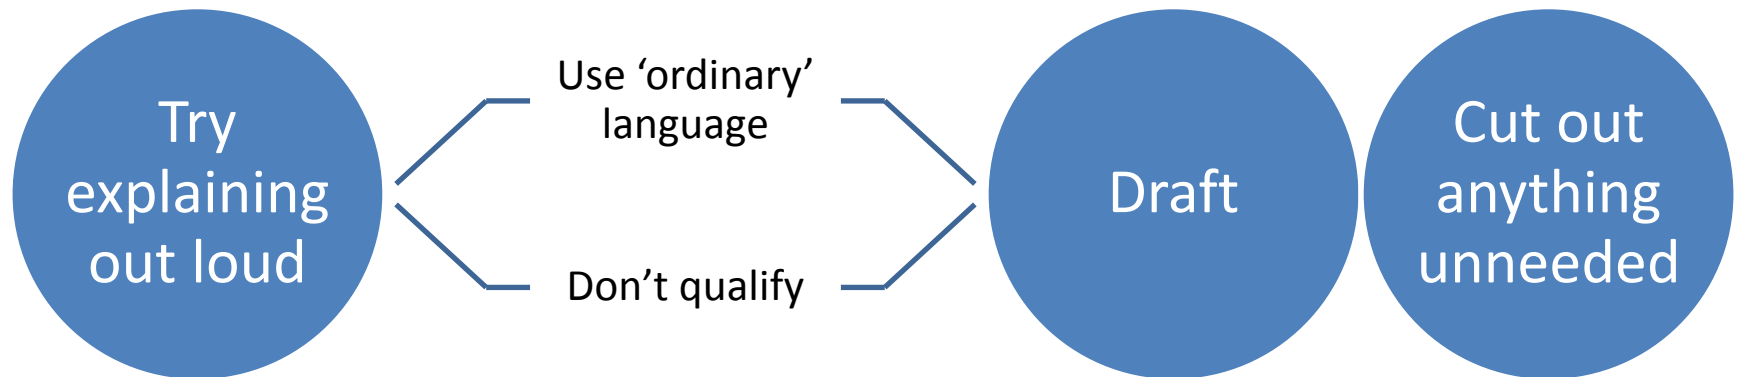 Try
explaining
out loud
Use ‘ordinary’
language
Don’t qualify
Draft
Cut out
anything
unneeded